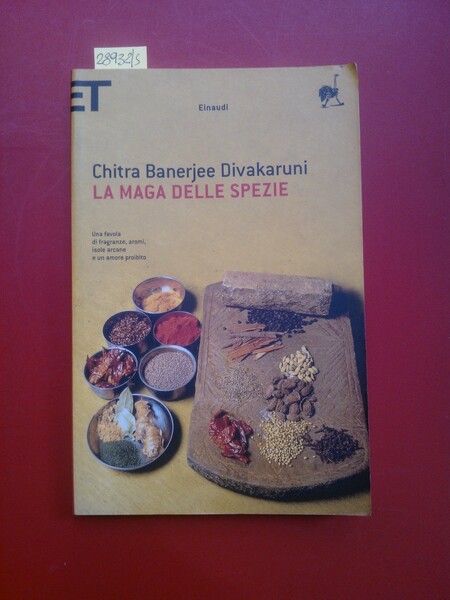 28932/s
ET
Einaudi
Chitra Banerjee Divakaruni
LA MAGA DELLE SPEZIE
Una favola
di fragranze, aromi,
isole arcane
e un amore proibito